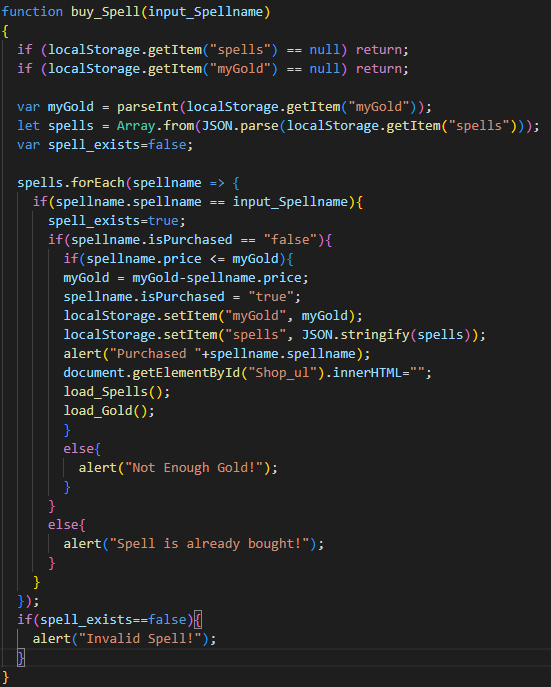 function buy_Spell(input_Spellname)
{
  if (localStorage.getItem("spells") == null) return;
  if (localStorage.getItem("myGold") == null) return;

  var myGold = parseInt(localStorage.getItem("myGold"));
  let spells = Array.from(JSON.parse(localStorage.getItem("spells")));
  var spell_exists=false;

  spells.forEach(spellname => {
    if(spellname.spellname == input_Spellname){
      spell_exists=true;
      if(spellname.isPurchased == "false"){
        if(spellname.price <= myGold){
        myGold = myGold-spellname.price;
        spellname.isPurchased = "true";
        localStorage.setItem("myGold", myGold);
        localStorage.setItem("spells", JSON.stringify(spells));
        alert("Purchased "+spellname.spellname);
        document.getElementById("Shop_ul").innerHTML="";
        load_Spells();
        load_Gold();
        }
        else{
          alert("Not Enough Gold!");
        }
      }
      else{
        alert("Spell is already bought!");
      }
    }
  });
  if(spell_exists==false){
    alert("Invalid Spell!");
  }
}